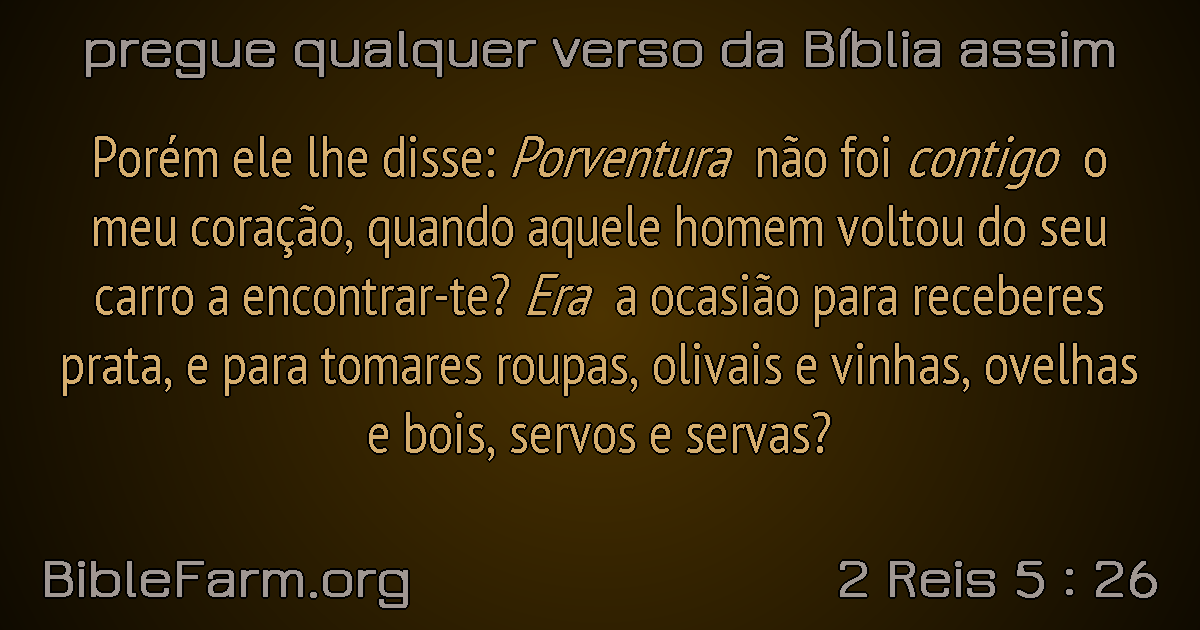 pregue qualquer verso da Bíblia assim
Porém ele lhe disse: Porventura não foi contigo o
meu coração, quando aquele homem voltou do seu
carro a encontrar-te? Era a ocasião para receberes
prata, e para tomares roupas, olivais e vinhas, ovelhas
e bois, servos e servas?
BibleFarm.org
2 Reis 5 : 26